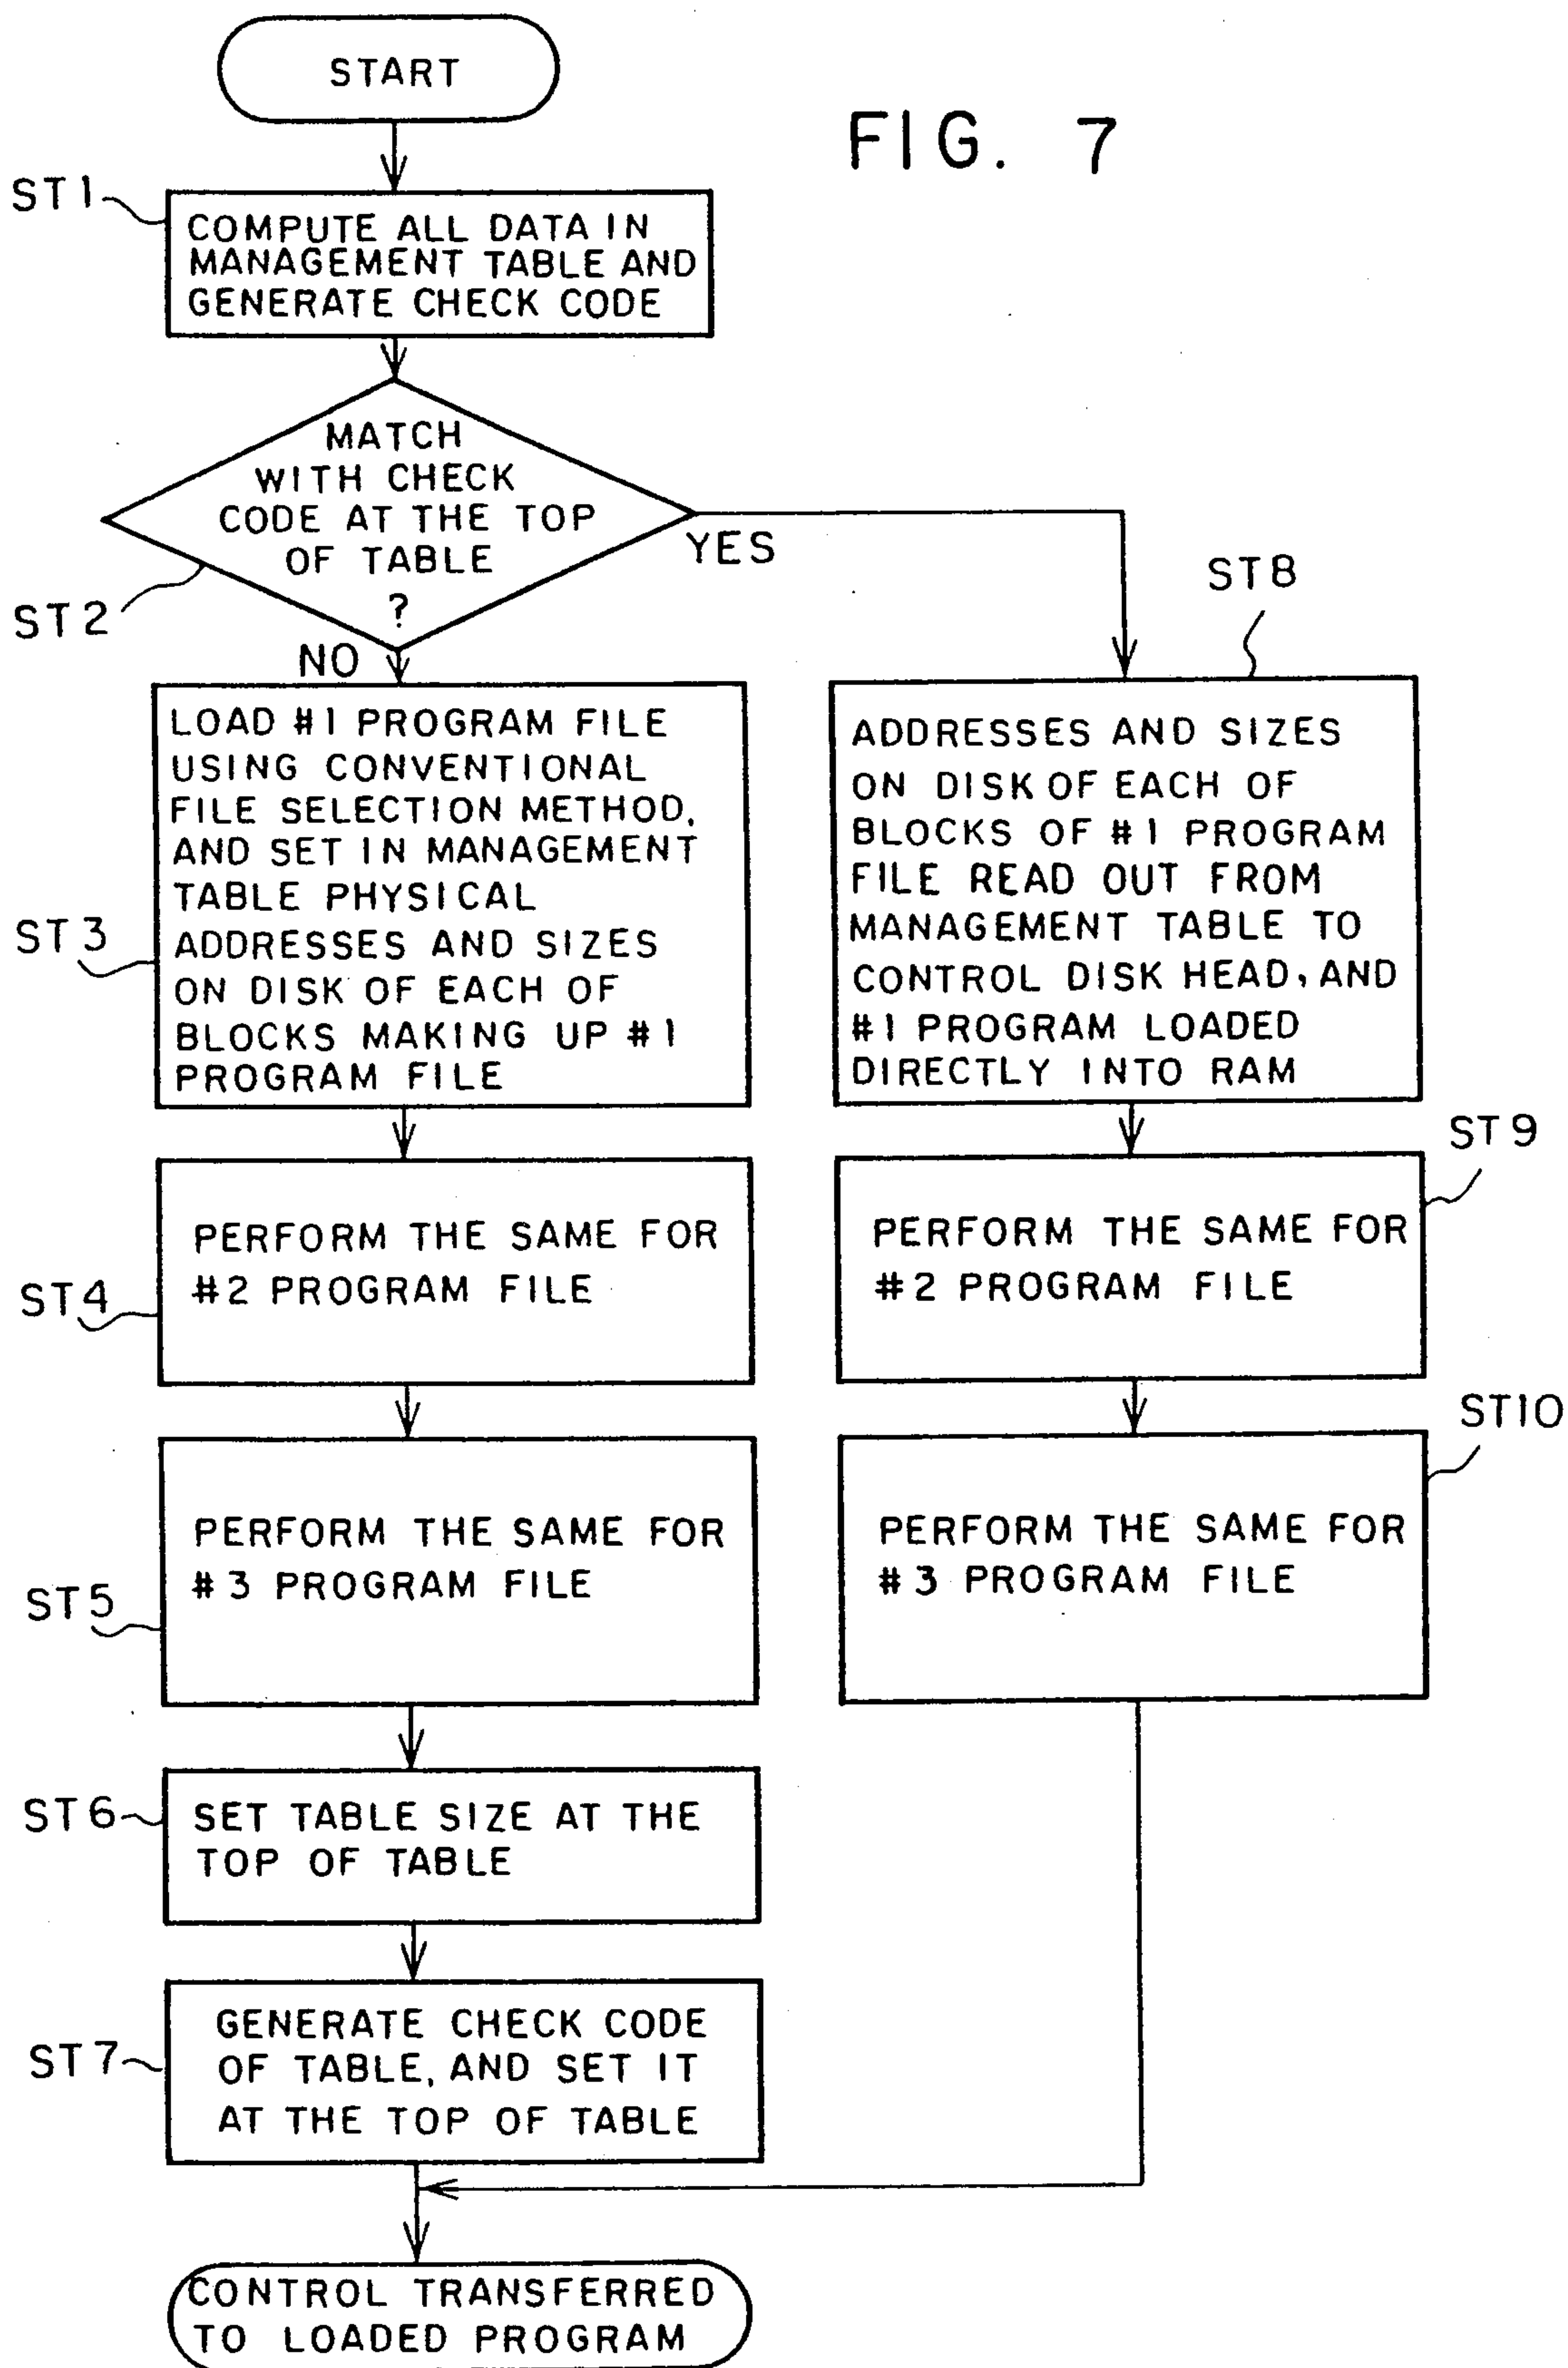 START
FIG. 7
ST1
COMPUTE ALL DATA IN
MANAGEMENT TABLE AND
GENERATE CHECK CODE
MATCH
WITH CHECK
CODE AT THE TOP
OF TABLE
?
YES
ST2
NO
LOAD #1 PROGRAM FILE
USING CONVENTIONAL
FILE SELECTION METHOD,
AND SET IN MANAGEMENT
TABLE PHYSICAL
ADDRESSES AND SIZES
ON DISK OF EACH OF
BLOCKS MAKING UP #1
PROGRAM FILE
ST3
ST8
ADDRESSES AND SIZES
ON DISK OF EACH OF
BLOCKS OF #1 PROGRAM
FILE READ OUT FROM
MANAGEMENT TABLE TO
CONTROL DISK HEAD, AND
#1 PROGRAM LOADED
DIRECTLY INTO RAM
ST4
PERFORM THE SAME FOR
#2 PROGRAM FILE
ST9
PERFORM THE SAME FOR
#2 PROGRAM FILE
ST5
PERFORM THE SAME FOR
#3 PROGRAM FILE
ST10
PERFORM THE SAME FOR
#3 PROGRAM FILE
ST6
SET TABLE SIZE AT THE
TOP OF TABLE
ST7
GENERATE CHECK CODE
OF TABLE, AND SET IT
AT THE TOP OF TABLE
CONTROL TRANSFERRED
TO LOADED PROGRAM